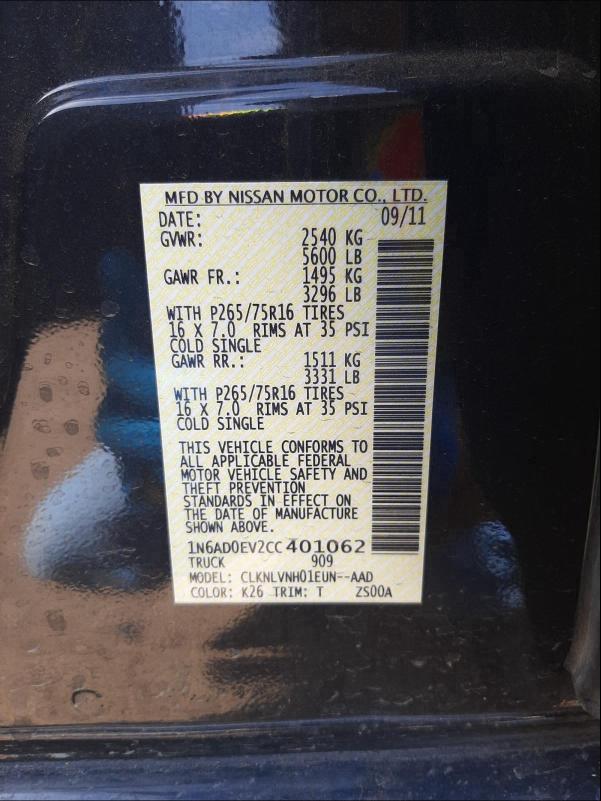 MFD BY NISSAN MOTOR CO., LTD.
DATE: 09/11
GVWR: 2540 KG
5600 LB
GAWR FR.: 1495 KG
3296 LB
WITH P265/75R16 TIRES
16 X 7.0 RIMS AT 35 PSI
COLD SINGLE
GAWR RR.: 1511 KG
3331 LB
WITH P265/75R16 TIRES
16 X 7.0 RIMS AT 35 PSI
COLD SINGLE
THIS VEHICLE CONFORMS TO
ALL APPLICABLE FEDERAL
MOTOR VEHICLE SAFETY AND
THEFT PREVENTION
STANDARDS IN EFFECT ON
THE DATE OF MANUFACTURE
SHOWN ABOVE.
1N6AD0EV2CC401062
TRUCK 909
MODEL: CLKNLVNH01EUN--AAD
COLOR: K26 TRIM: T ZS00A